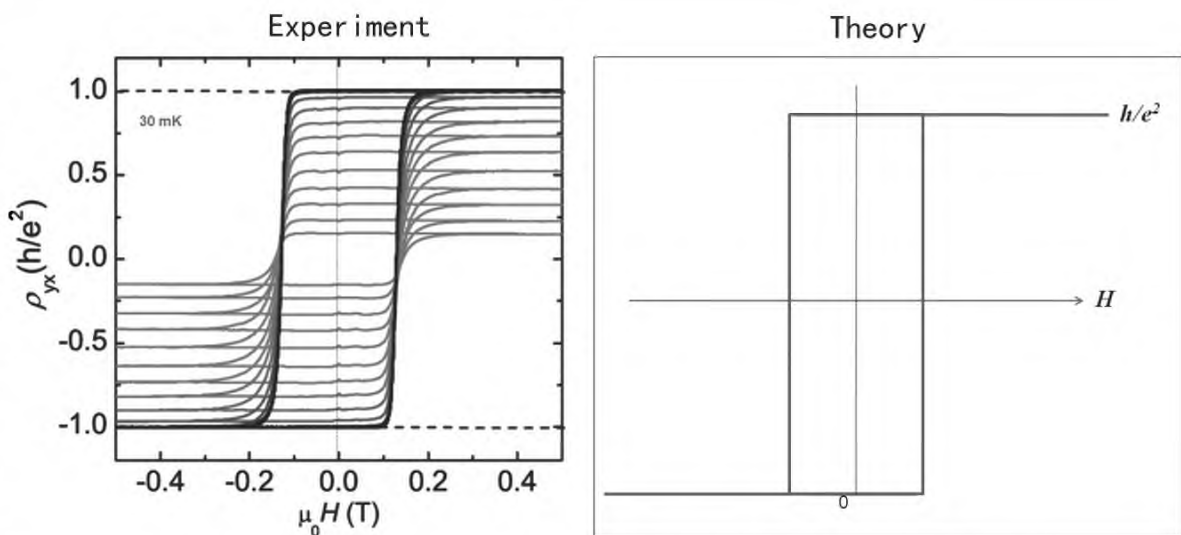 Experiment
1.0
0.5
0.0
-0.5
-1.0
ρyx(h/e²)
30 mK
-0.4 -0.2 0.0 0.2 0.4
μ0H (T)
Theory
h/e²
H
0